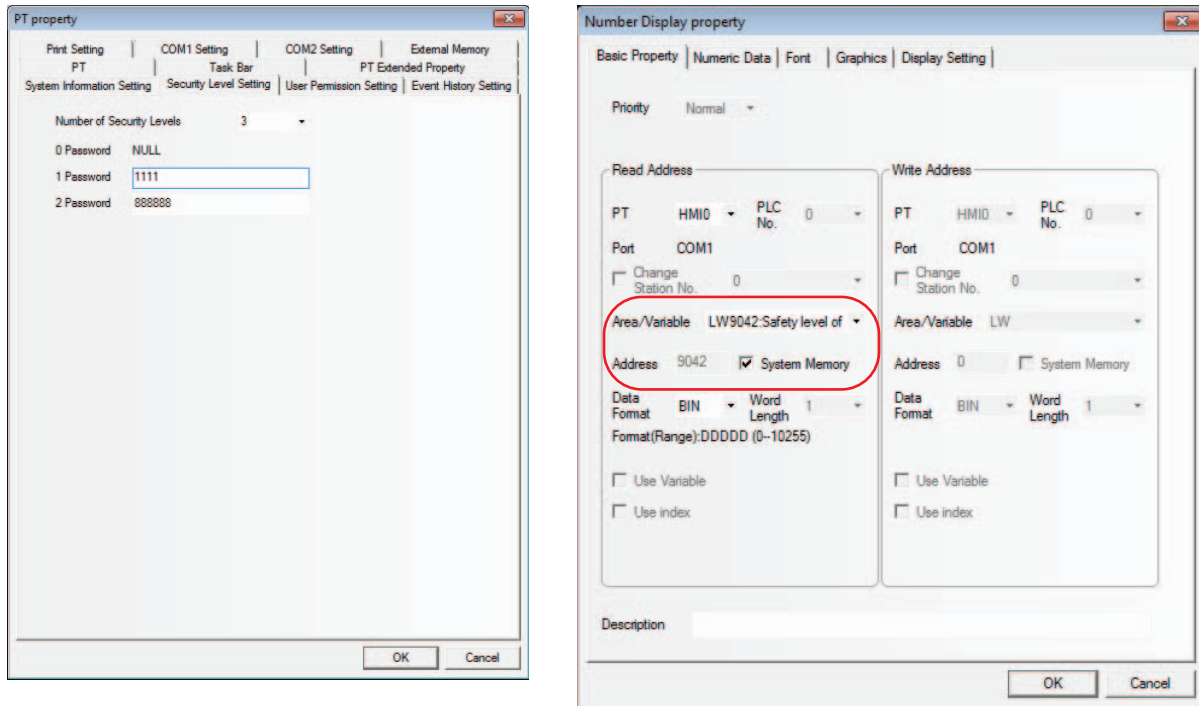 PT property
Print Setting COM1 Setting COM2 Setting External Memory
PT Task Bar PT Extended Property
System Information Setting Security Level Setting User Permission Setting Event History Setting
Number of Security Levels 3
0 Password NULL
1 Password 1111
2 Password 888888
OK Cancel
Number Display property
Basic Property Numeric Data Font Graphics Display Setting
Priority Normal
Read Address
PT HMI0 PLC No. 0
Port COM1
Change Station No. 0
Area/Variable LW9042:Safety level of
Address 9042 System Memory
Data Format BIN Word Length 1
Format(Range):DDDDD (0--10255)
Use Variable
Use index
Write Address
PT HMI0 PLC No. 0
Port COM1
Change Station No. 0
Area/Variable LW
Address 0 System Memory
Data Format BIN Word Length 1
Use Variable
Use index
Description
OK Cancel